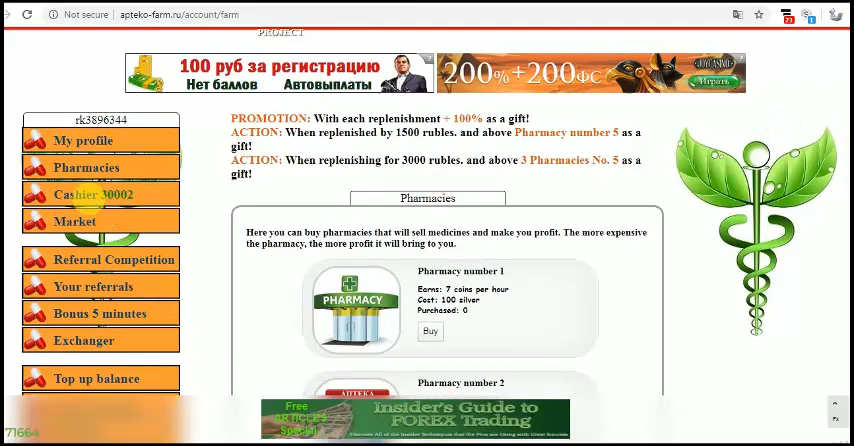 Not secure
apteko-farm.ru/account/farm
23
PROJECT
100 руб за регистрацию
Нет баллов Автовыплаты
200%+200ФС
JOYCASINO
Играть
rk3896344
My profile
Pharmacies
Cashier 30002
Market
Referral Competition
Your referrals
Bonus 5 minutes
Exchanger
Top up balance
PROMOTION: With each replenishment + 100% as a gift!
ACTION: When replenished by 1500 rubles. and above Pharmacy number 5 as a
gift!
ACTION: When replenishing for 3000 rubles. and above 3 Pharmacies No. 5 as a
gift!
Pharmacies
Here you can buy pharmacies that will sell medicines and make you profit. The more expensive
the pharmacy, the more profit it will bring to you.
PHARMACY
Pharmacy number 1
Earns: 7 coins per hour
Cost: 100 silver
Purchased: 0
Buy
АПТЕКА
Pharmacy number 2
Free
ARTICLES
Special
Insider's Guide to
FOREX Trading
71664